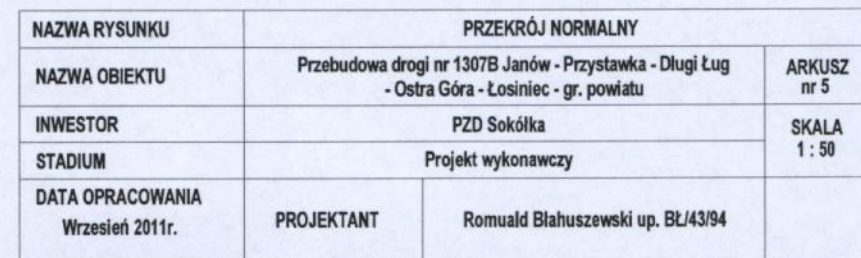 NAZWA RYSUNKU
PRZEKRÓJ NORMALNY
NAZWA OBIEKTU
Przebudowa drogi nr 1307B Janów - Przystawka - Długi Ług
- Ostra Góra - Łosiniec - gr. powiatu
ARKUSZ
nr 5
INWESTOR
PZD Sokółka
SKALA
1 : 50
STADIUM
Projekt wykonawczy
DATA OPRACOWANIA
Wrzesień 2011r.
PROJEKTANT
Romuald Błahuszewski up. BŁ/43/94